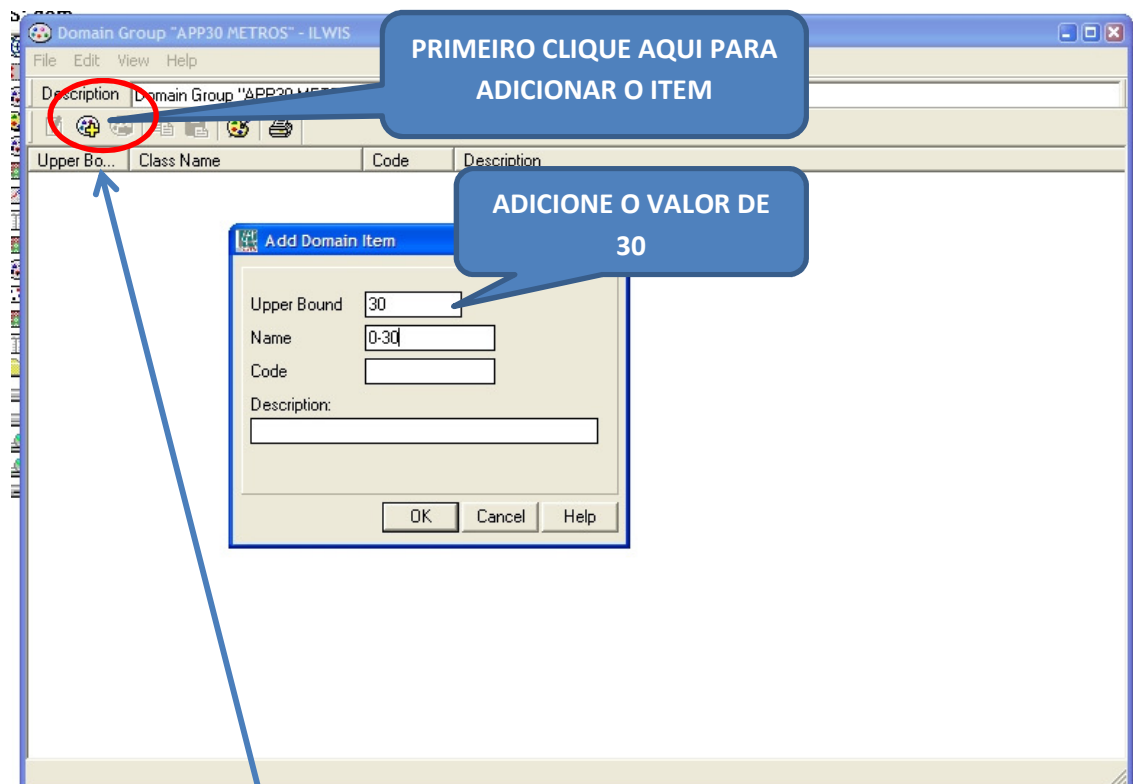 Domain Group "APP30 METROS" - ILWIS
PRIMEIRO CLIQUE AQUI PARA
ADICIONAR O ITEM
File Edit View Help
Description Domain Group "APP30
Upper Bo... Class Name Code Description
ADICIONE O VALOR DE
30
Add Domain Item
Upper Bound 30
Name 0-30
Code
Description:
OK Cancel Help